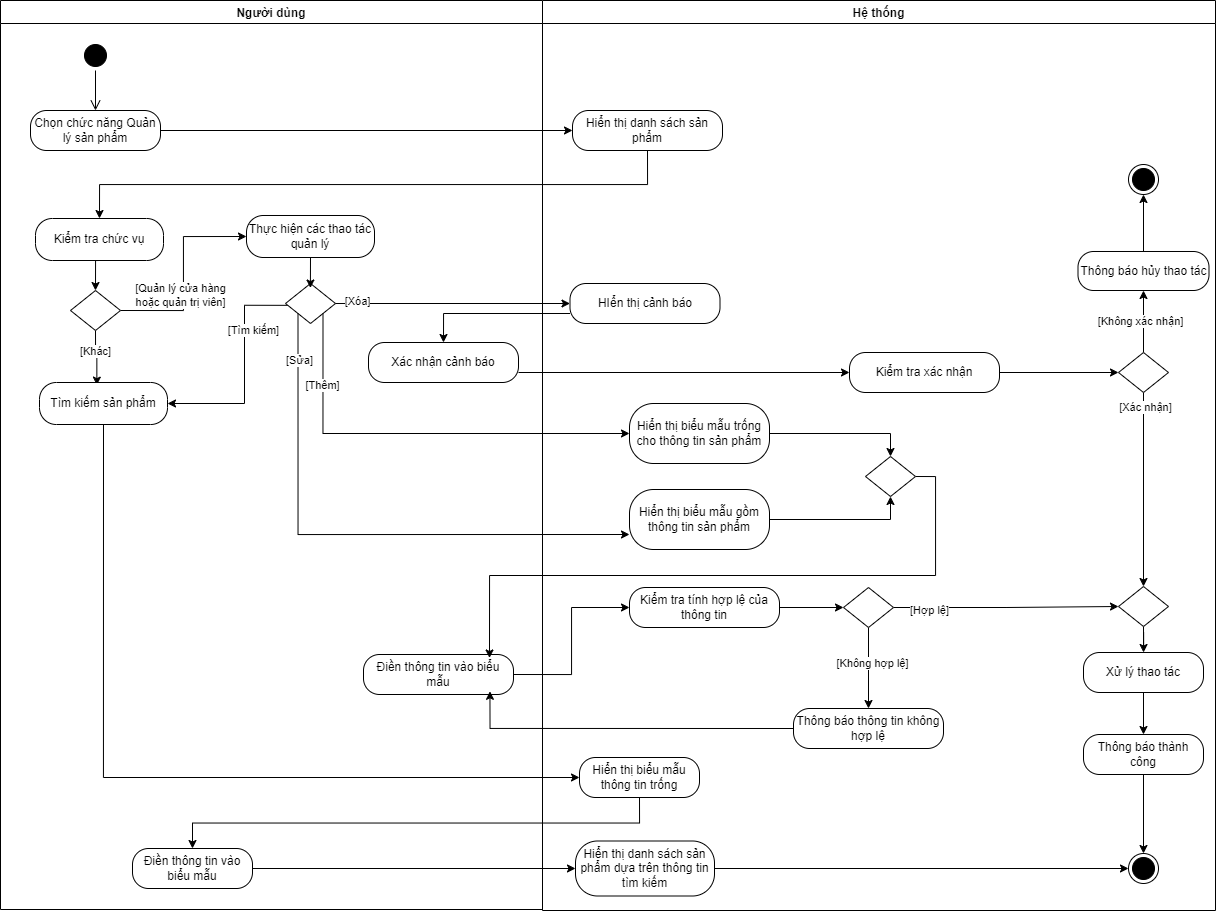 Người dùng
Hệ thống
Chọn chức năng Quản
lý sản phẩm
Hiển thị danh sách sản
phẩm
Kiểm tra chức vụ
Thực hiện các thao tác
quản lý
[Quản lý cửa hàng
hoặc quản trị viên]
Thông báo hủy thao tác
[Xóa]
Hiển thị cảnh báo
[Không xác nhận]
[Tìm kiếm]
[Khác]
[Sửa]
Xác nhận cảnh báo
Kiểm tra xác nhận
[Thêm]
Tìm kiếm sản phẩm
[Xác nhận]
Hiển thị biểu mẫu trống
cho thông tin sản phẩm
Hiển thị biểu mẫu gồm
thông tin sản phẩm
Kiểm tra tính hợp lệ của
thông tin
[Hợp lệ]
Điền thông tin vào biểu
mẫu
[Không hợp lệ]
Xử lý thao tác
Thông báo thông tin không
hợp lệ
Thông báo thành
công
Hiển thị biểu mẫu
thông tin trống
Điền thông tin vào
biểu mẫu
Hiển thị danh sách sản
phẩm dựa trên thông tin
tìm kiếm